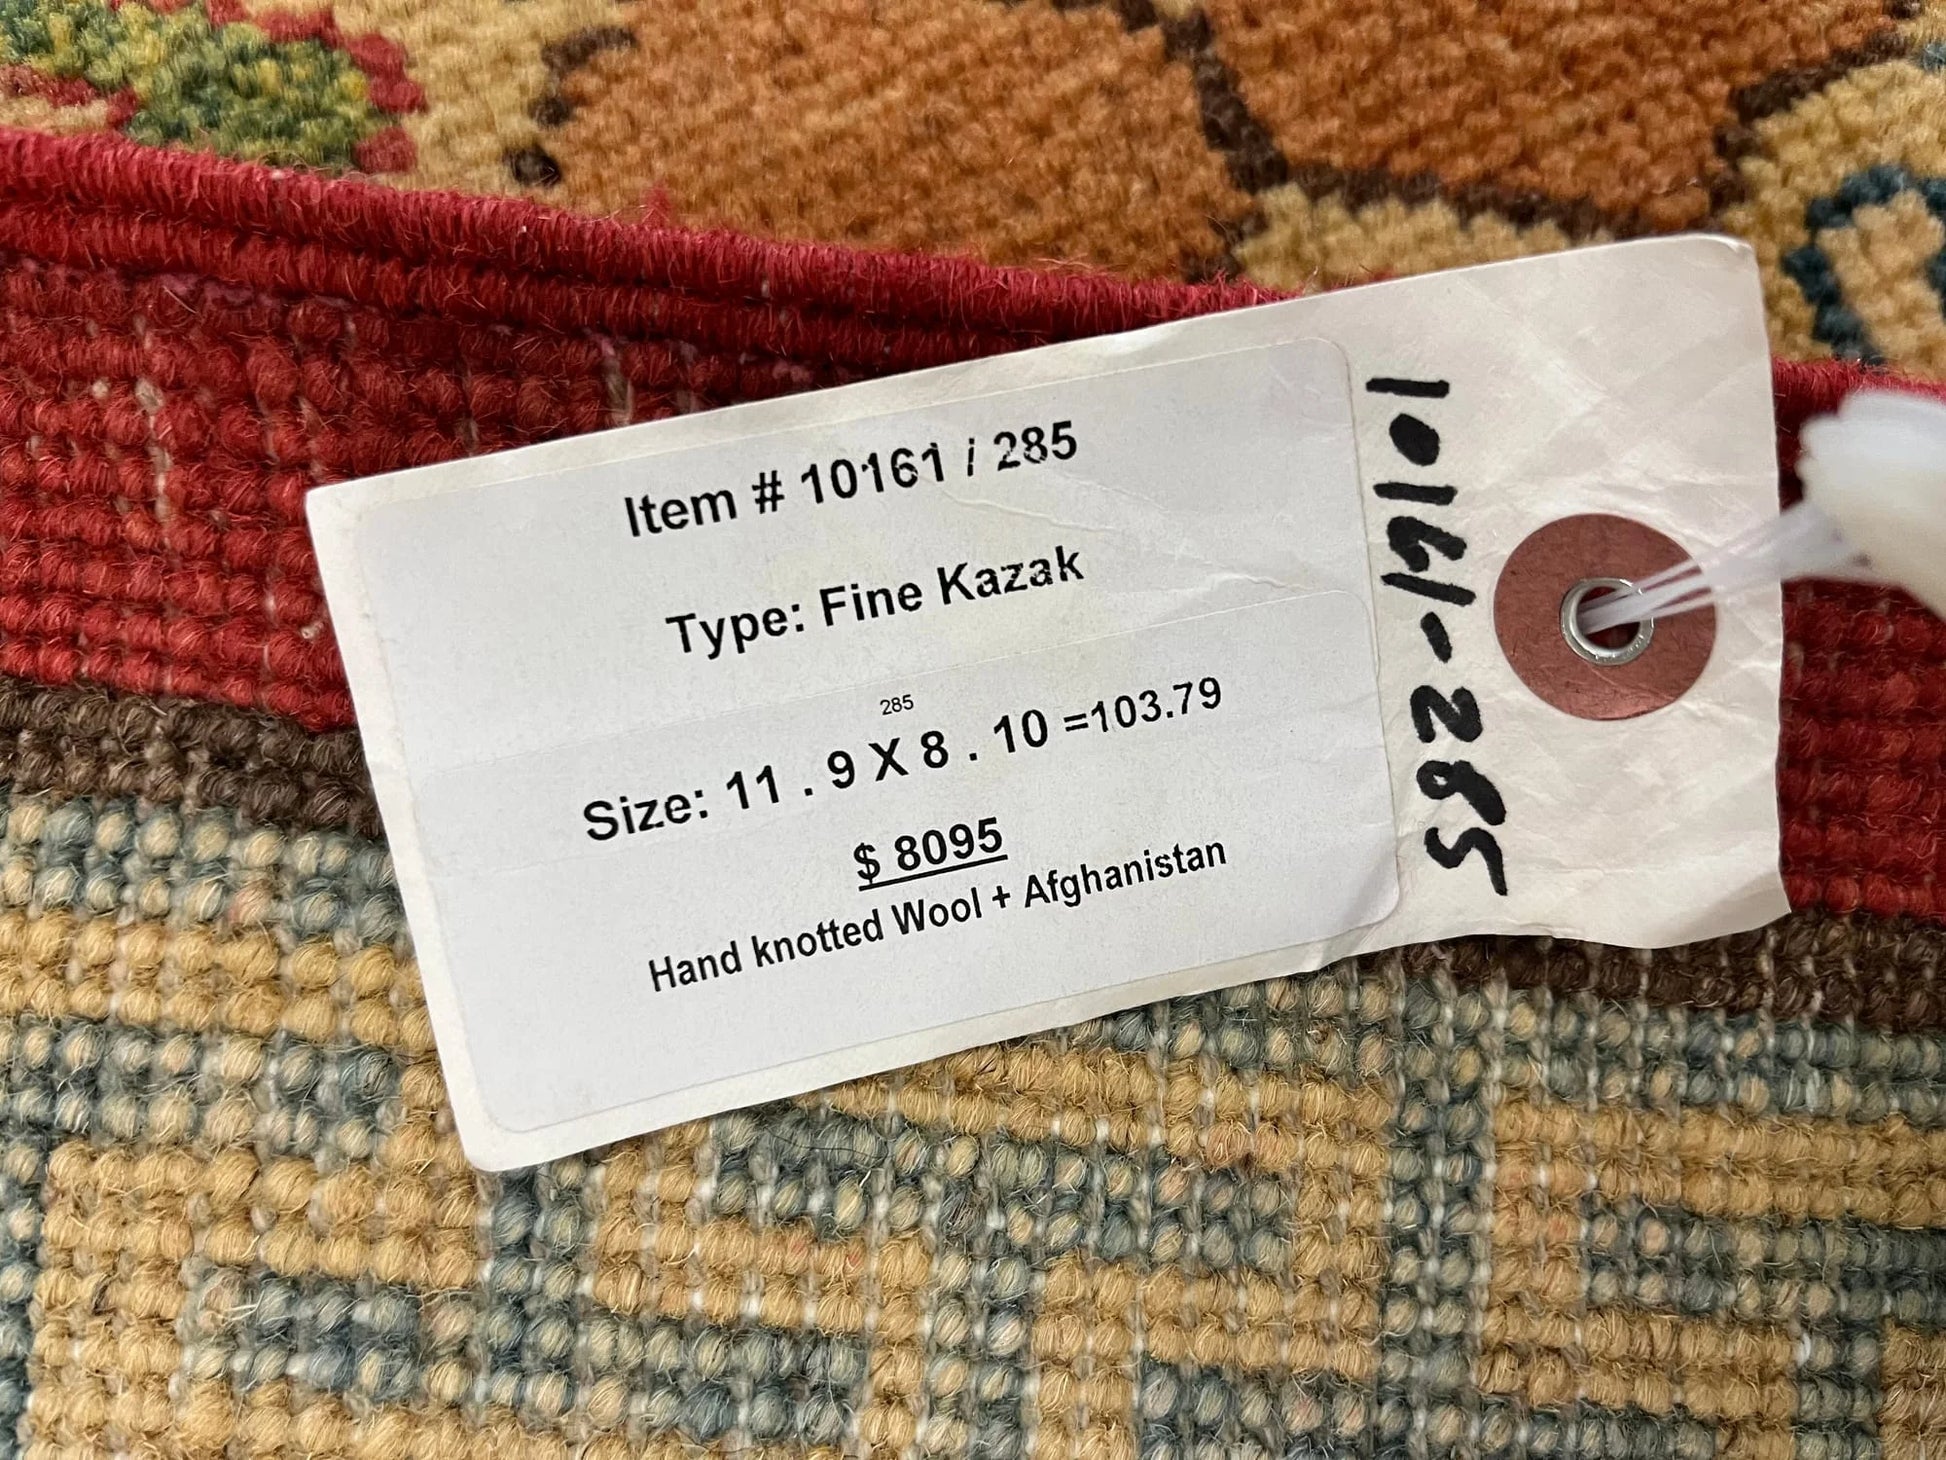 Item # 10161 / 285
Type: Fine Kazak
285
Size: 11 . 9 X 8 . 10 =103.79
$ 8095
Hand knotted Wool + Afghanistan
10161-285